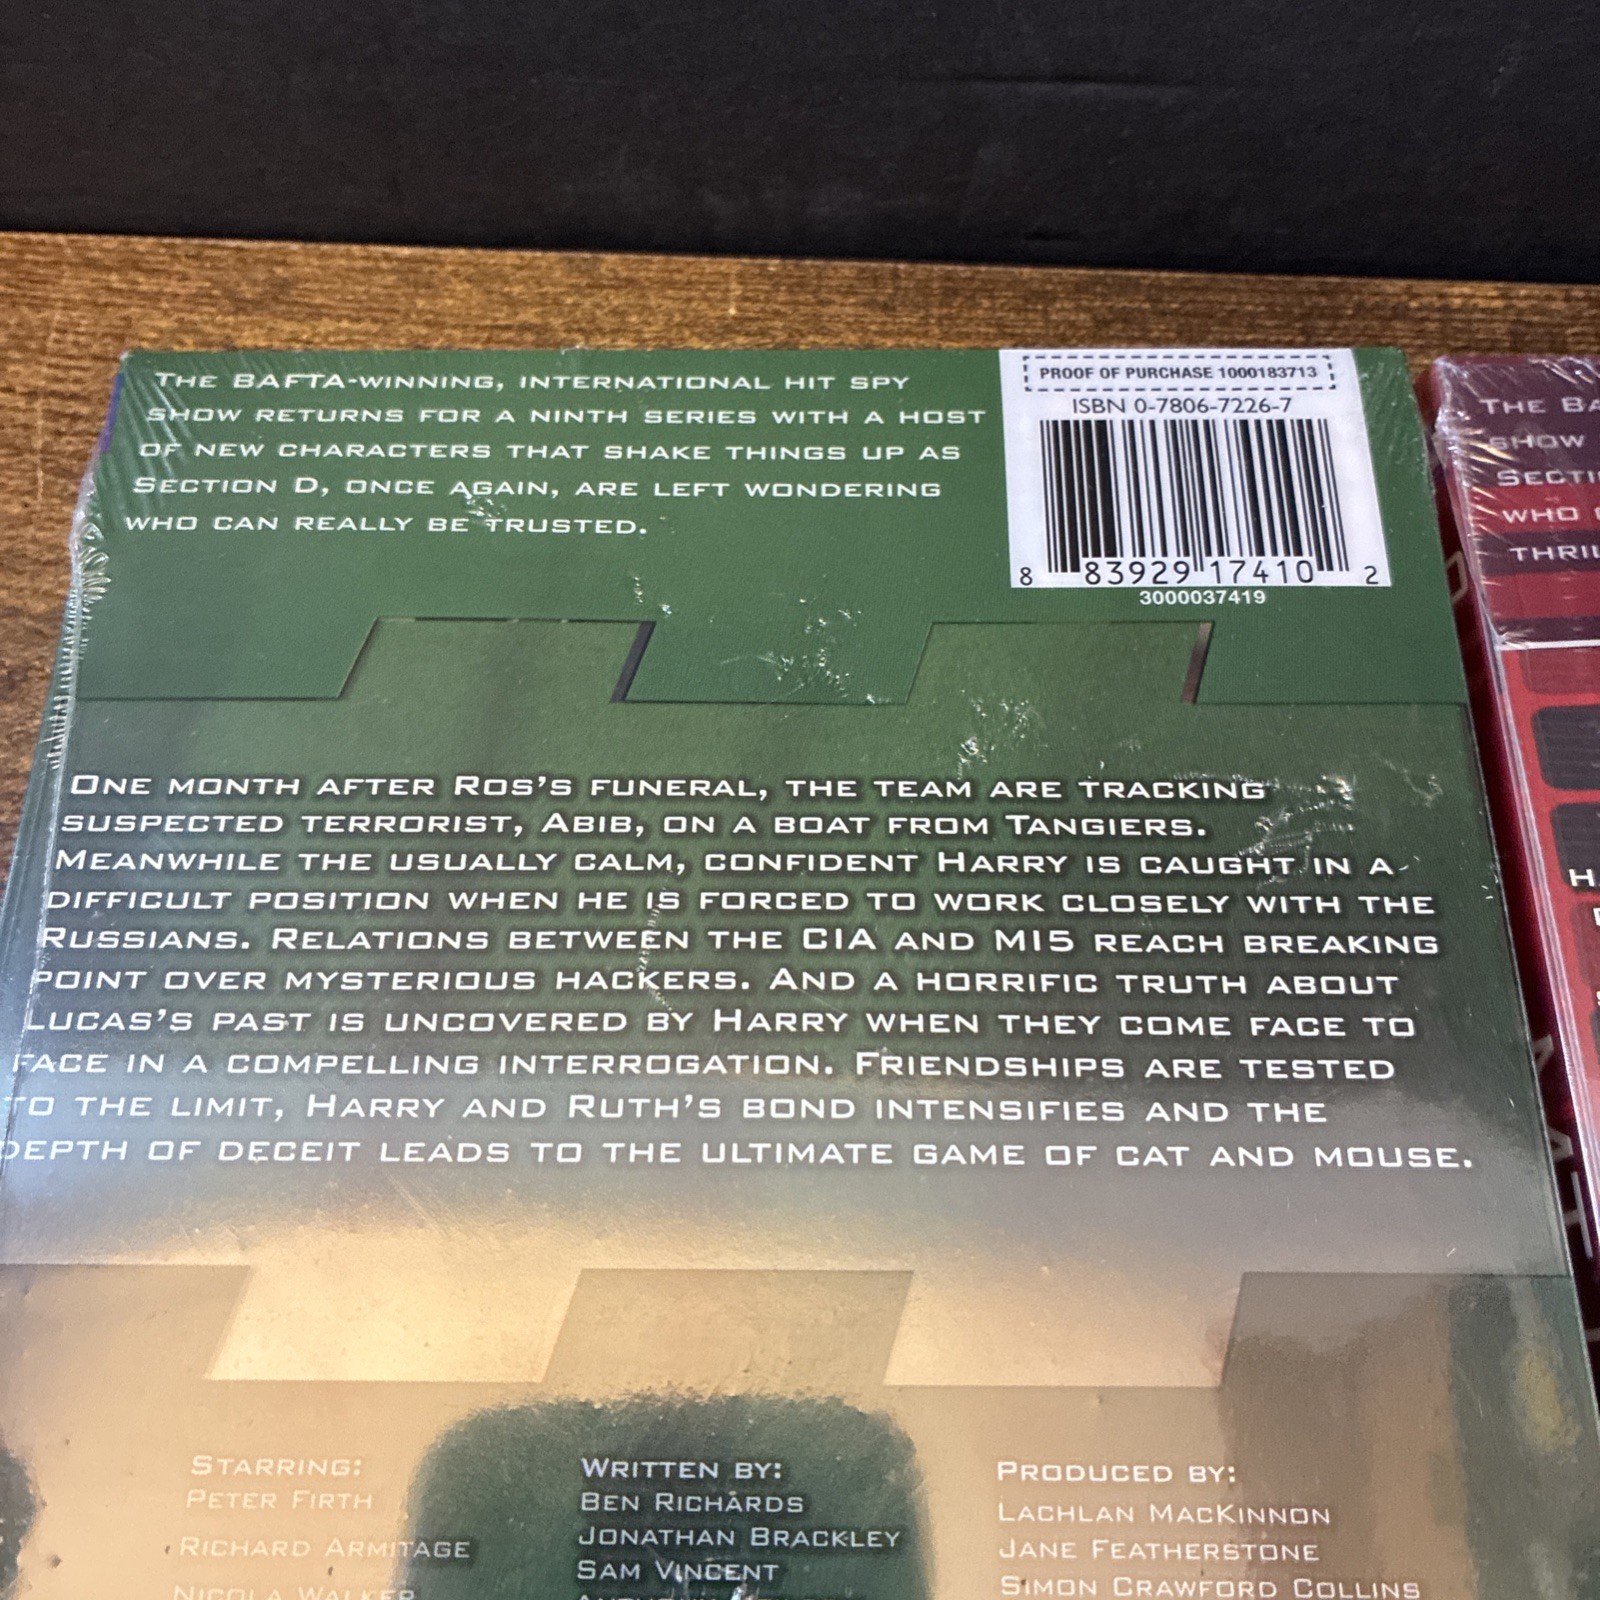 THE BAFTA-WINNING, INTERNATIONAL HIT SPY
SHOW RETURNS FOR A NINTH SERIES WITH A HOST
OF NEW CHARACTERS THAT SHAKE THINGS UP AS
SECTION D, ONCE AGAIN, ARE LEFT WONDERING
WHO CAN REALLY BE TRUSTED.
PROOF OF PURCHASE 1000183713
ISBN 0-7806-7226-7
8 83929 17410 2
3000037419
ONE MONTH AFTER ROS'S FUNERAL, THE TEAM ARE TRACKING
SUSPECTED TERRORIST, ABIB, ON A BOAT FROM TANGIERS.
MEANWHILE THE USUALLY CALM, CONFIDENT HARRY IS CAUGHT IN A
DIFFICULT POSITION WHEN HE IS FORCED TO WORK CLOSELY WITH THE
RUSSIANS. RELATIONS BETWEEN THE CIA AND MI5 REACH BREAKING
POINT OVER MYSTERIOUS HACKERS. AND A HORRIFIC TRUTH ABOUT
LUCAS'S PAST IS UNCOVERED BY HARRY WHEN THEY COME FACE TO
FACE IN A COMPELLING INTERROGATION. FRIENDSHIPS ARE TESTED
TO THE LIMIT, HARRY AND RUTH'S BOND INTENSIFIES AND THE
DEPTH OF DECEIT LEADS TO THE ULTIMATE GAME OF CAT AND MOUSE.
STARRING:
PETER FIRTH
RICHARD ARMITAGE
NICOLA WALKER
WRITTEN BY:
BEN RICHARDS
JONATHAN BRACKLEY
SAM VINCENT
PRODUCED BY:
LACHLAN MACKINNON
JANE FEATHERSTONE
SIMON CRAWFORD COLLINS
THE
SHOW
WHO